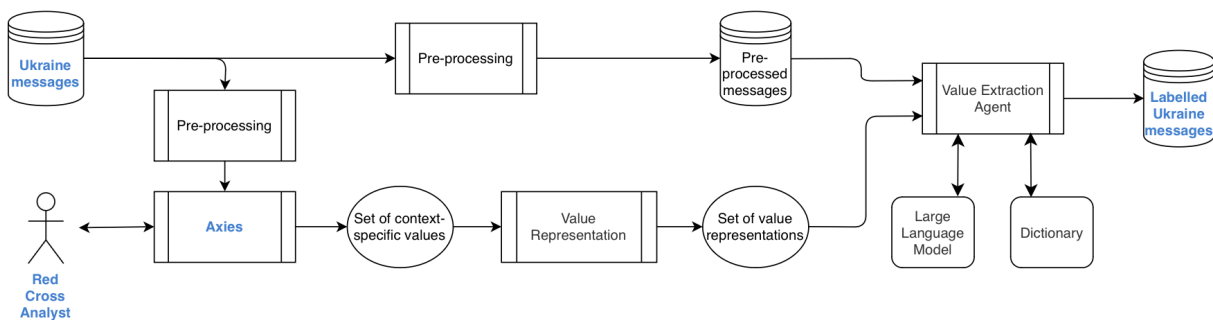 Ukraine
messages
Pre-processing
Pre-
processed
messages
Value Extraction
Agent
Labelled
Ukraine
messages
Pre-processing
Axies
Set of context-
specific values
Value
Representation
Set of value
representations
Large
Language
Model
Dictionary
Red
Cross
Analyst